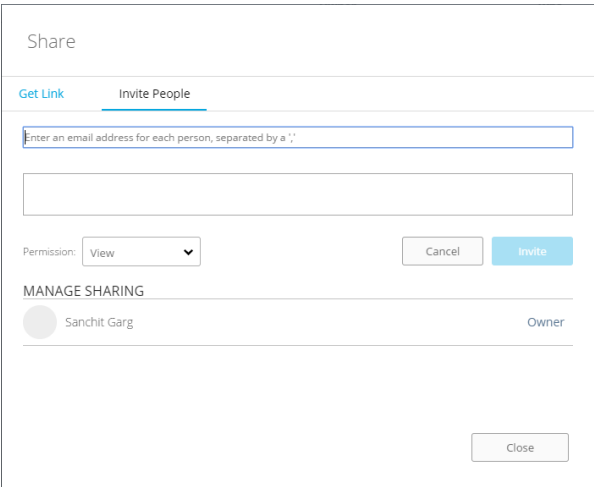 Share
Get Link Invite People
Enter an email address for each person, separated by a ','
Permission: View Cancel Invite
MANAGE SHARING
Sanchit Garg Owner
Close